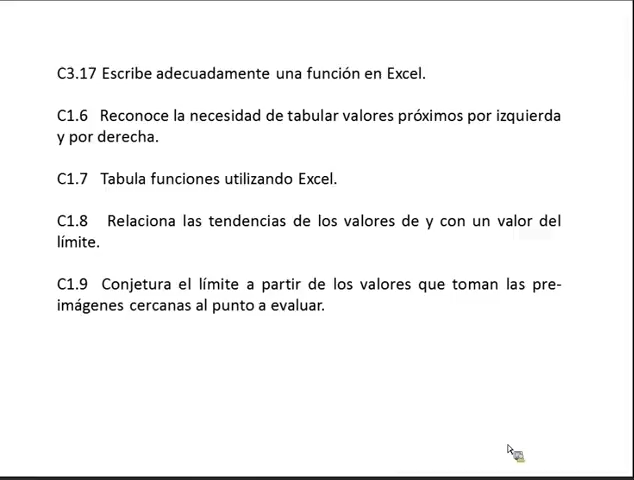 C3.17 Escribe adecuadamente una función en Excel.
C1.6 Reconoce la necesidad de tabular valores próximos por izquierda
y por derecha.
C1.7 Tabula funciones utilizando Excel.
C1.8 Relaciona las tendencias de los valores de y con un valor del
límite.
C1.9 Conjetura el límite a partir de los valores que toman las pre-
imágenes cercanas al punto a evaluar.